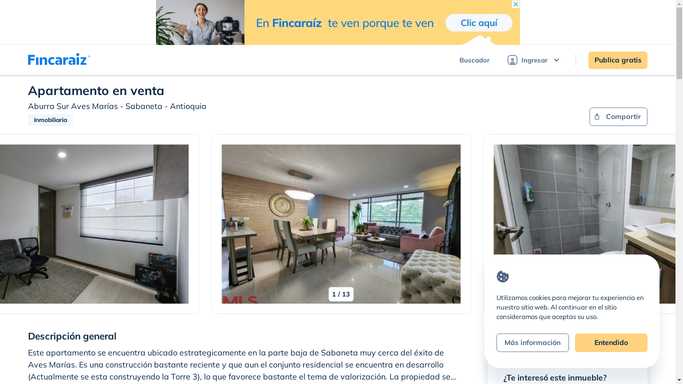 En Fincaraíz te ven porque te ven
Clic aquí
Fincaraíz
Buscador
Ingresar
Publica gratis
Apartamento en venta
Aburra Sur Aves Marías - Sabaneta - Antioquia
Inmobiliaria
Compartir
MLS
1 / 13
Utilizamos cookies para mejorar tu experiencia en
nuestro sitio web. Al continuar en el sitio
consideramos que aceptas su uso.
Más información
Entendido
Descripción general
Este apartamento se encuentra ubicado estrategicamente en la parte baja de Sabaneta muy cerca del éxito de
Aves Marías. Es una construcción bastante reciente y que aun el conjunto residencial se encuentra en desarrollo
(Actualmente se esta construyendo la Torre 3), lo que favorece bastante el tema de valorización. La propiedad se...
¿Te interesó este inmueble?